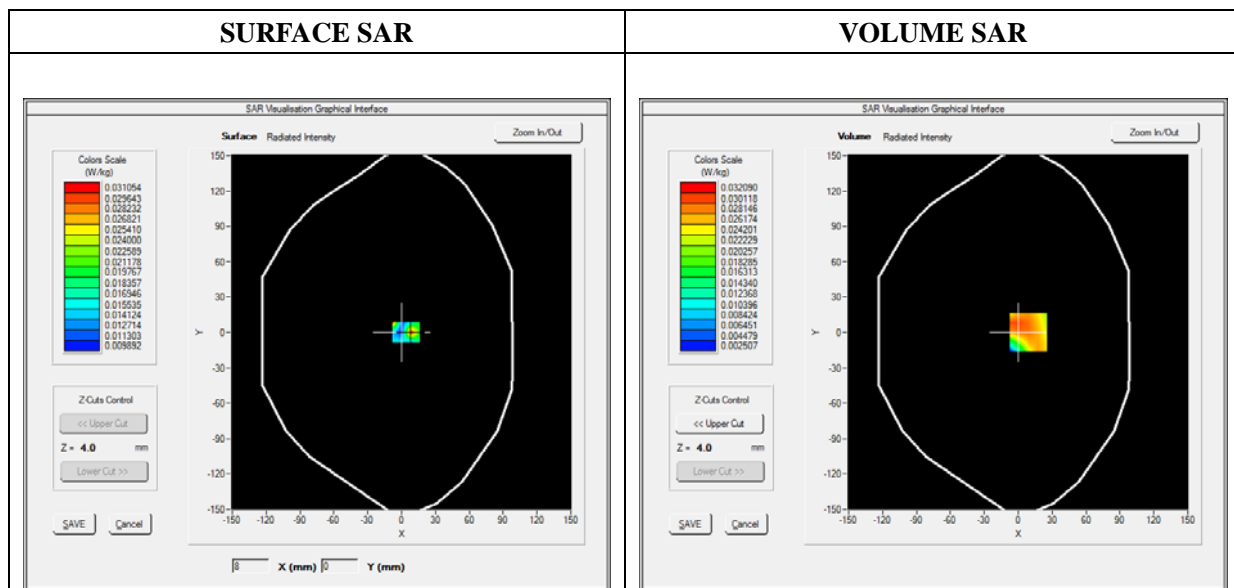 SURFACE SAR
VOLUME SAR
SAR Visualisation Graphical Interface
Surface Radiated Intensity
Zoom In/Out
Colors Scale
(W/kg)
0.031054
0.029643
0.028232
0.026821
0.025410
0.024000
0.022589
0.021178
0.019767
0.018357
0.016946
0.015535
0.014124
0.012714
0.011303
0.009892
150
120
90
60
30
0
-30
-60
-90
-120
-150
Y
-150 -120 -90 -60 -30 0 30 60 90 120 150
X
Z-Cuts Control
<< Upper Cut
Z = 4.0 mm
Lower Cut >>
SAVE Cancel
8 X (mm) 0 Y (mm)
SAR Visualisation Graphical Interface
Volume Radiated Intensity
Zoom In/Out
Colors Scale
(W/kg)
0.032090
0.030118
0.028146
0.026174
0.024201
0.022229
0.020257
0.018285
0.016313
0.014340
0.012368
0.010396
0.008424
0.006451
0.004479
0.002507
150
120
90
60
30
0
-30
-60
-90
-120
-150
Y
-150 -120 -90 -60 -30 0 30 60 90 120 150
X
Z-Cuts Control
<< Upper Cut
Z = 4.0 mm
Lower Cut >>
SAVE Cancel